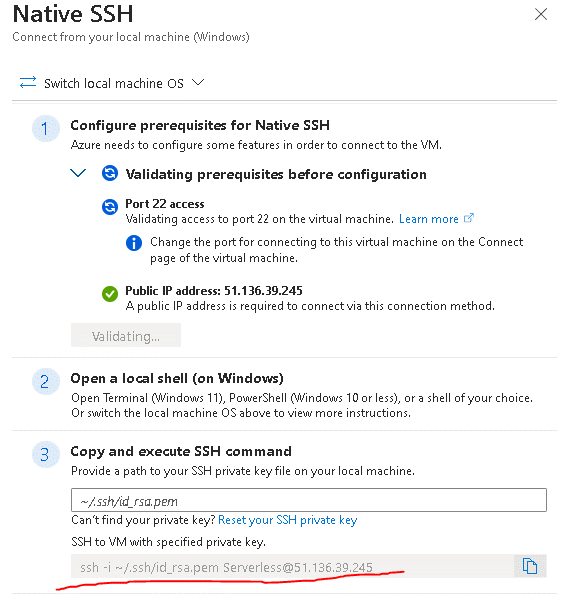 Native SSH
Connect from your local machine (Windows)
Switch local machine OS
1
Configure prerequisites for Native SSH
Azure needs to configure some features in order to connect to the VM.
Validating prerequisites before configuration
Port 22 access
Validating access to port 22 on the virtual machine. Learn more
Change the port for connecting to this virtual machine on the Connect
page of the virtual machine.
Public IP address: 51.136.39.245
A public IP address is required to connect via this connection method.
Validating...
2
Open a local shell (on Windows)
Open Terminal (Windows 11), PowerShell (Windows 10 or less), or a shell of your choice.
Or switch the local machine OS above to view more instructions.
3
Copy and execute SSH command
Provide a path to your SSH private key file on your local machine.
~/.ssh/id_rsa.pem
Can't find your private key? Reset your SSH private key
SSH to VM with specified private key.
ssh -i ~/.ssh/id_rsa.pem Serverless@51.136.39.245